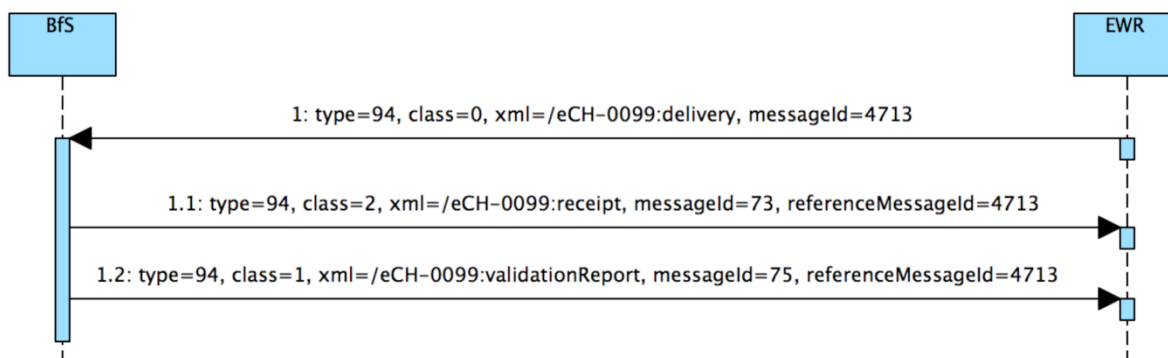 BfS
EWR
1: type=94, class=0, xml=/eCH-0099:delivery, messageId=4713
1.1: type=94, class=2, xml=/eCH-0099:receipt, messageId=73, referenceMessageId=4713
1.2: type=94, class=1, xml=/eCH-0099:validationReport, messageId=75, referenceMessageId=4713